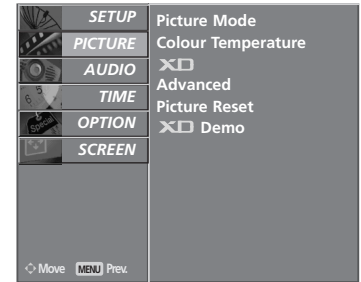 SETUP
PICTURE
AUDIO
TIME
OPTION
SCREEN
Move MENU Prev.
Picture Mode
Colour Temperature
XD
Advanced
Picture Reset
XD Demo